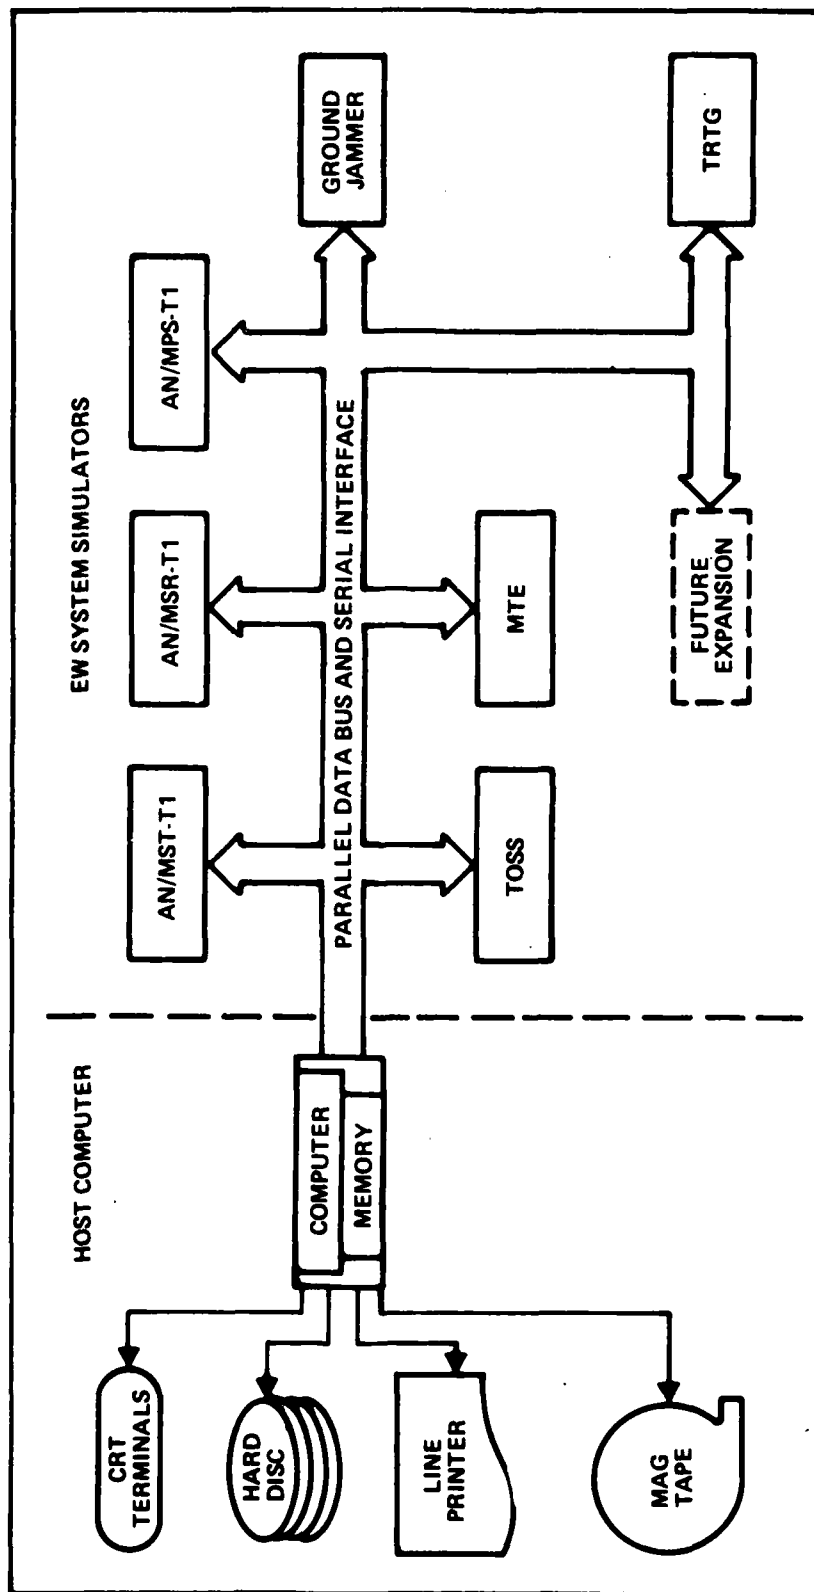 HOST COMPUTER
EW SYSTEM SIMULATORS
CRT
TERMINALS
HARD
DISC
LINE
PRINTER
MAG
TAPE
COMPUTER
MEMORY
PARALLEL DATA BUS AND SERIAL INTERFACE
AN/MST-T1
AN/MSR-T1
AN/MPS-T1
GROUND
JAMMER
TOSS
MTE
FUTURE
EXPANSION
TRTG